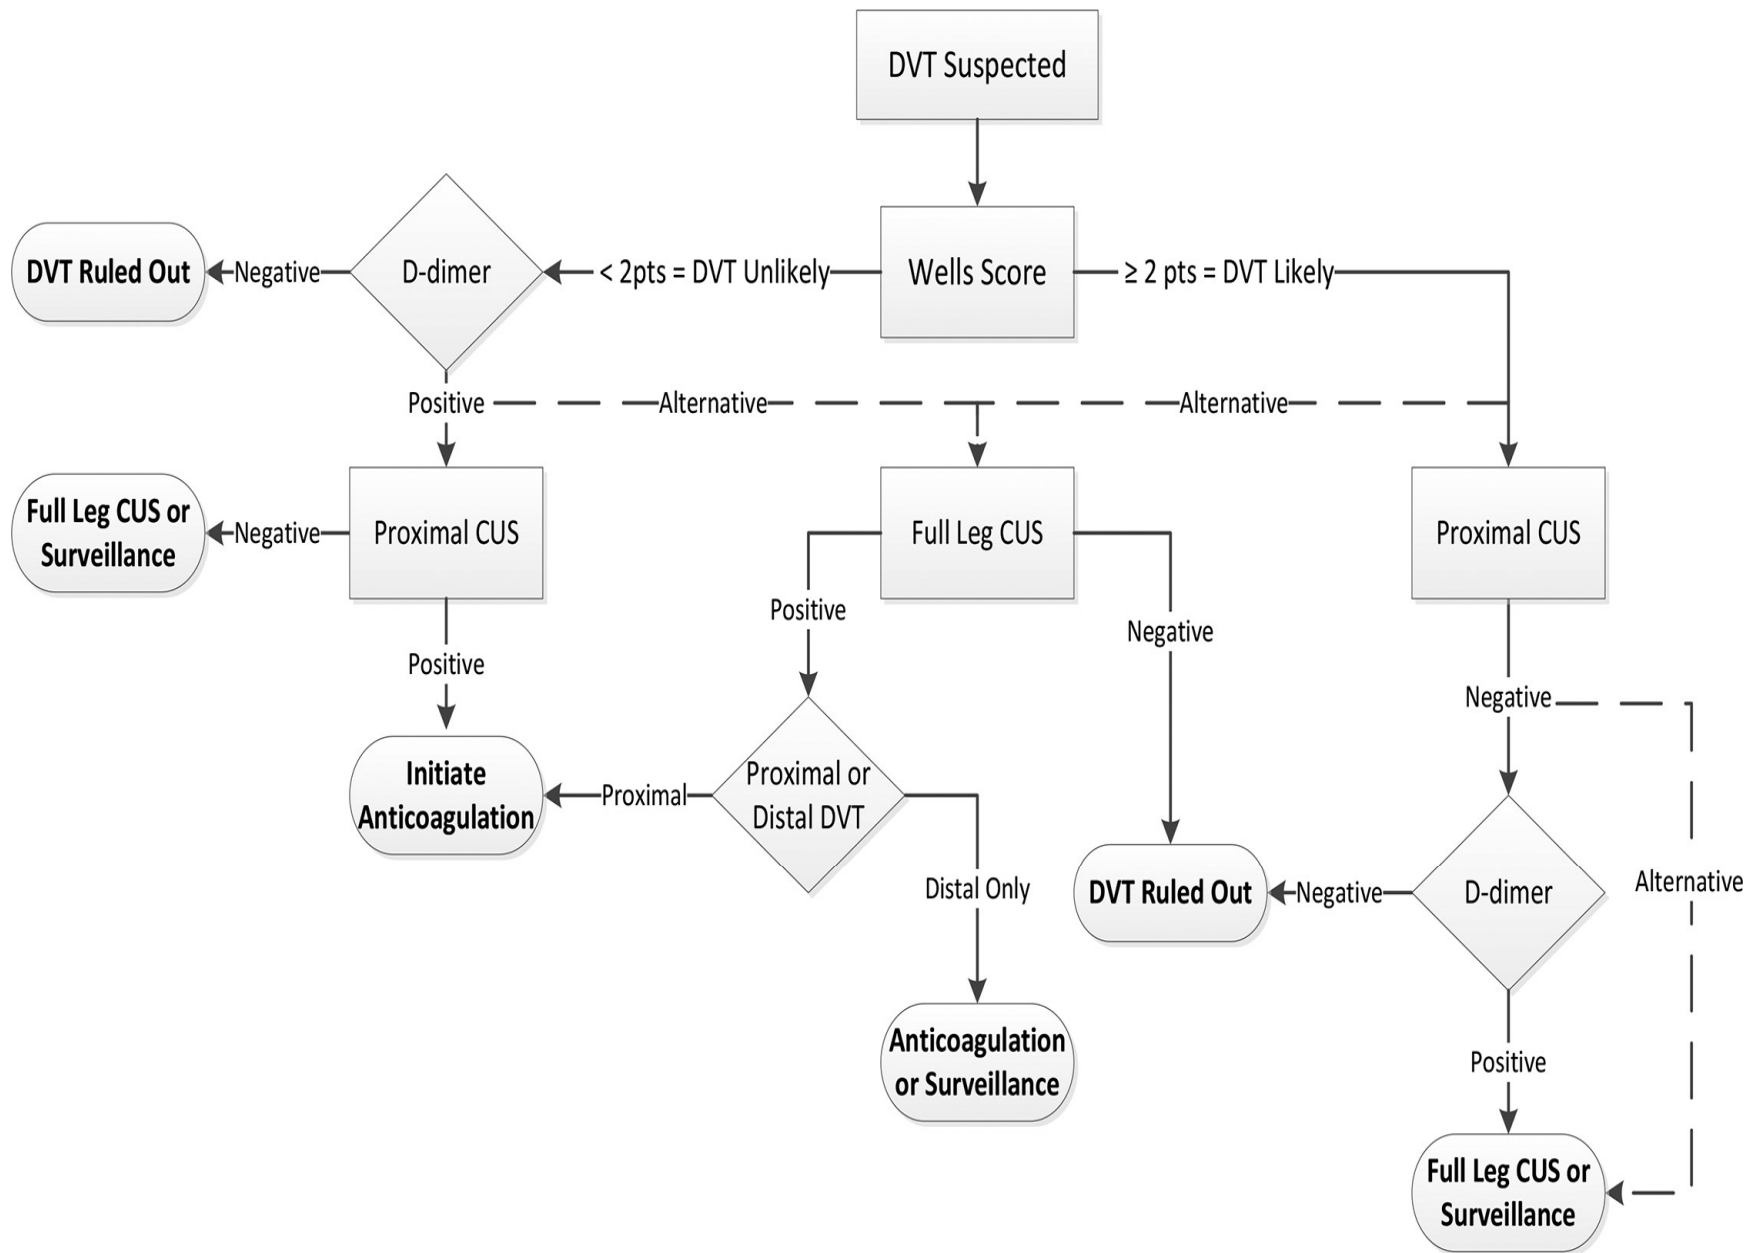 DVT Suspected
DVT Ruled Out
Negative
D-dimer
< 2pts = DVT Unlikely
Wells Score
≥ 2 pts = DVT Likely
Positive
Alternative
Alternative
Full Leg CUS or
Surveillance
Negative
Proximal CUS
Full Leg CUS
Proximal CUS
Positive
Negative
Positive
Negative
Initiate
Anticoagulation
Proximal
Proximal or
Distal DVT
Distal Only
DVT Ruled Out
Negative
D-dimer
Alternative
Anticoagulation
or Surveillance
Positive
Full Leg CUS or
Surveillance